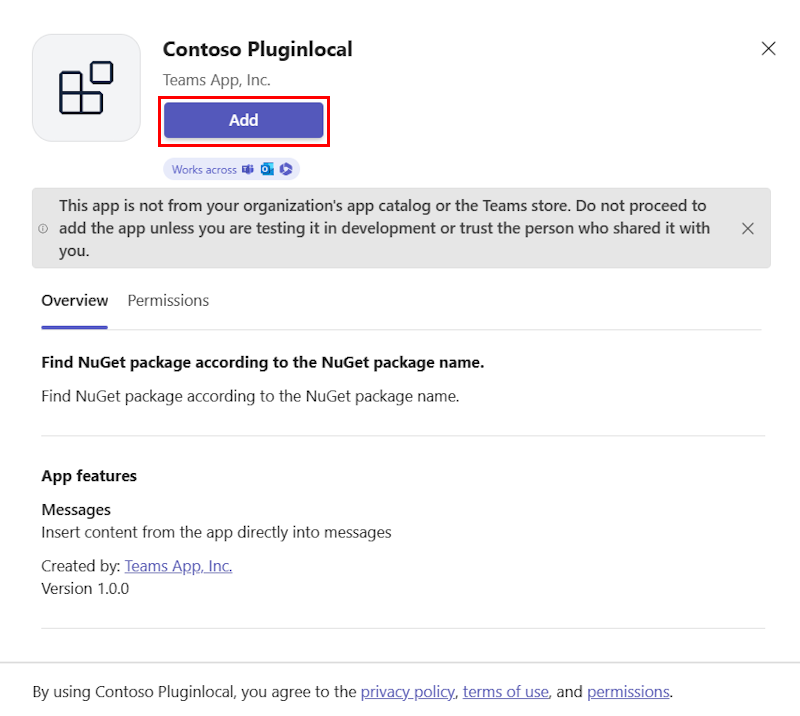 Contoso Pluginlocal
Teams App, Inc.
Add
Works across
This app is not from your organization's app catalog or the Teams store. Do not proceed to
add the app unless you are testing it in development or trust the person who shared it with
you.
Overview Permissions
Find NuGet package according to the NuGet package name.
Find NuGet package according to the NuGet package name.
App features
Messages
Insert content from the app directly into messages
Created by: Teams App, Inc.
Version 1.0.0
By using Contoso Pluginlocal, you agree to the privacy policy, terms of use, and permissions.